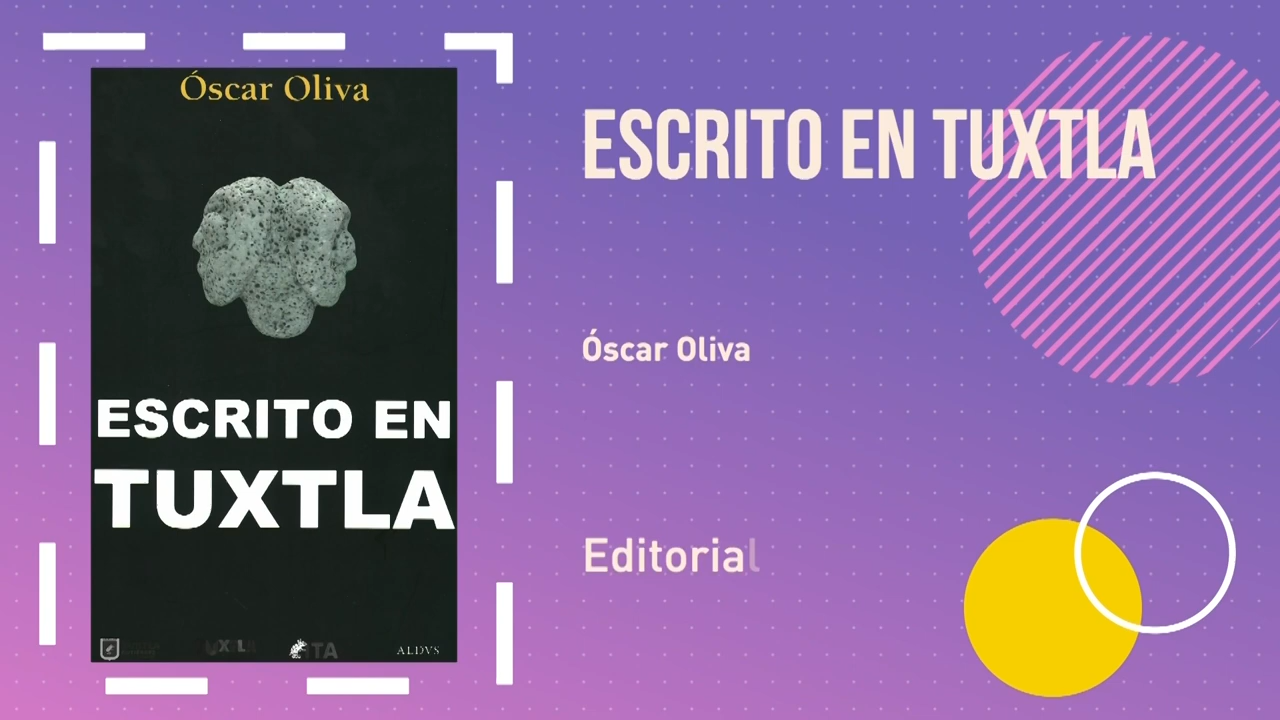 Óscar Oliva
ESCRITO EN
TUXTLA
ALDVS
ESCRITO EN TUXTLA
Óscar Oliva
Editorial